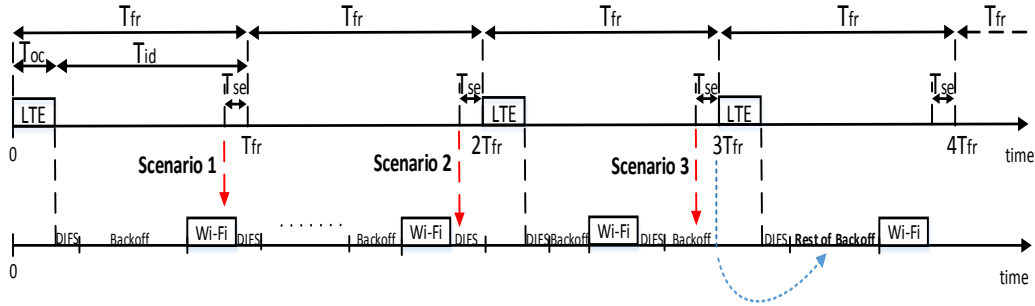 Tfr Tfr Tfr Tfr Tfr
Toc Tid
Tse Tse Tse Tse
LTE LTE LTE
0 Tfr 2Tfr 3Tfr 4Tfr time
Scenario 1 Scenario 2 Scenario 3
DIFS Backoff Wi-Fi DIFS ....... Backoff Wi-Fi DIFS DIFS Backoff Wi-Fi DIFS Backoff DIFS Rest of Backoff Wi-Fi
0 time